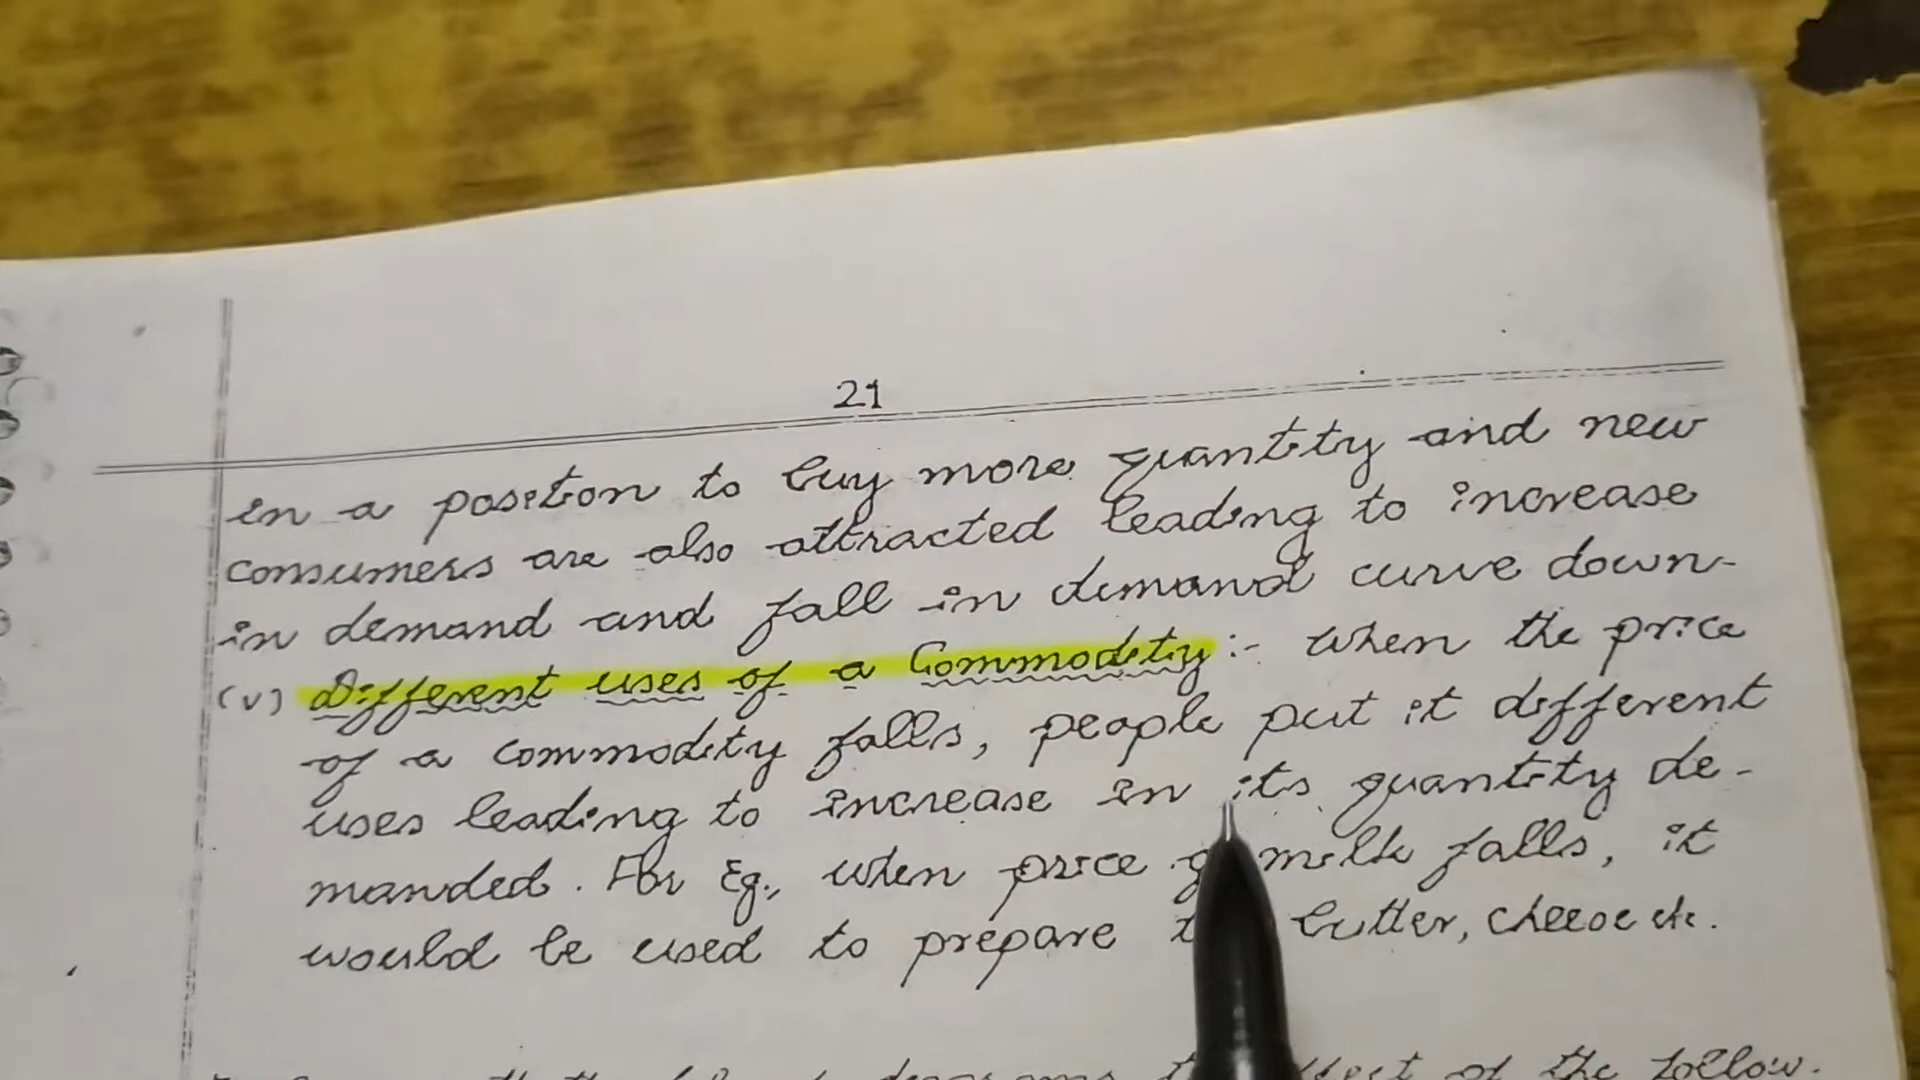 21
in a position to buy more quantity and new
consumers are also attracted leading to increase
in demand and fall in demand curve down-
(v) Different uses of a Commodity :- When the price
of a commodity falls, people put it different
uses leading to increase in its quantity de-
manded. For Eg., when price milk falls, it
would be used to prepare butter, cheese etc.
of the follow.